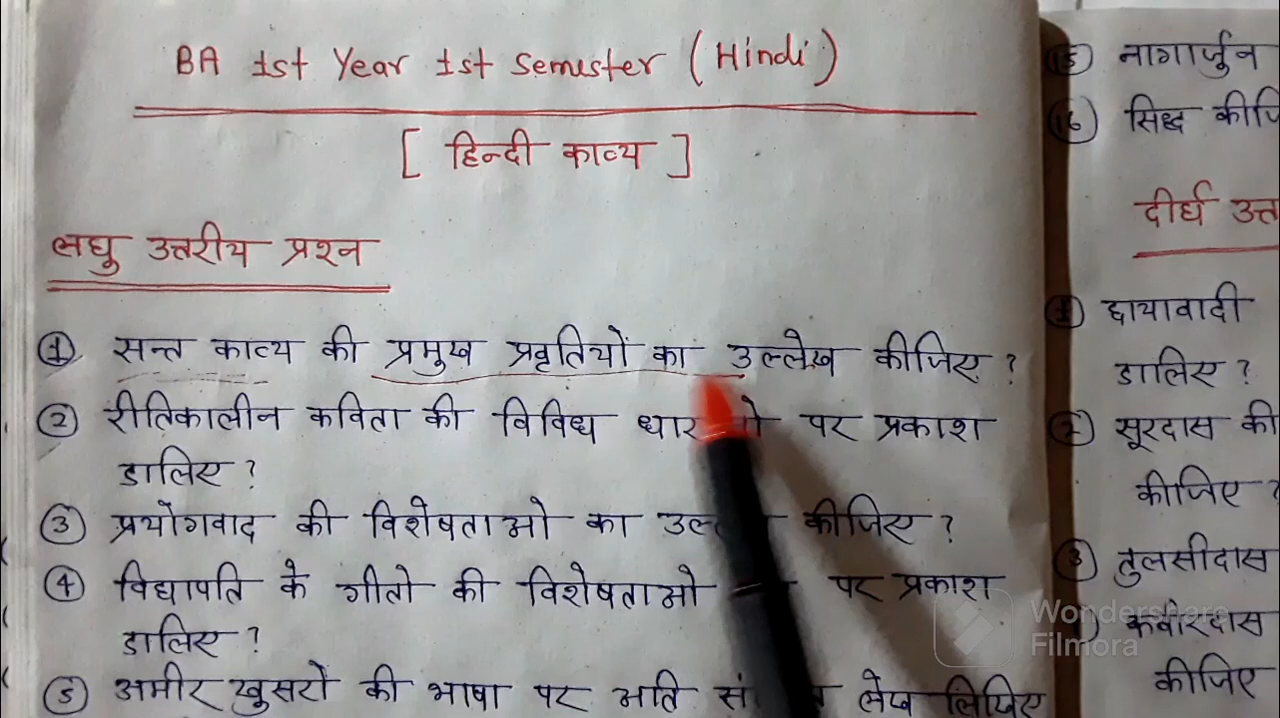 BA 1st Year 1st Semester (Hindi)
[ हिन्दी काव्य ]
लघु उत्तरीय प्रश्न
① सन्त काव्य की प्रमुख प्रवृतियों का उल्लेख कीजिए ?
② रीतिकालीन कविता की विविध पर प्रकाश
डालिए ?
③ प्रयोगवाद की विशेषताओ का कीजिए ?
④ विद्यापति के गीतो की विशेषताओ पर प्रकाश
डालिए ?
⑤ अमीर खुसरो की भाषा पर अति लेख लिखिए
⑮ नागार्जुन
⑯ सिद्ध
दीर्घ
① छायावादी
डालिए ?
② सूरदास की
कीजिए ?
③ तुलसीदास
कबीरदास
कीजिए
Wondershare
Filmora